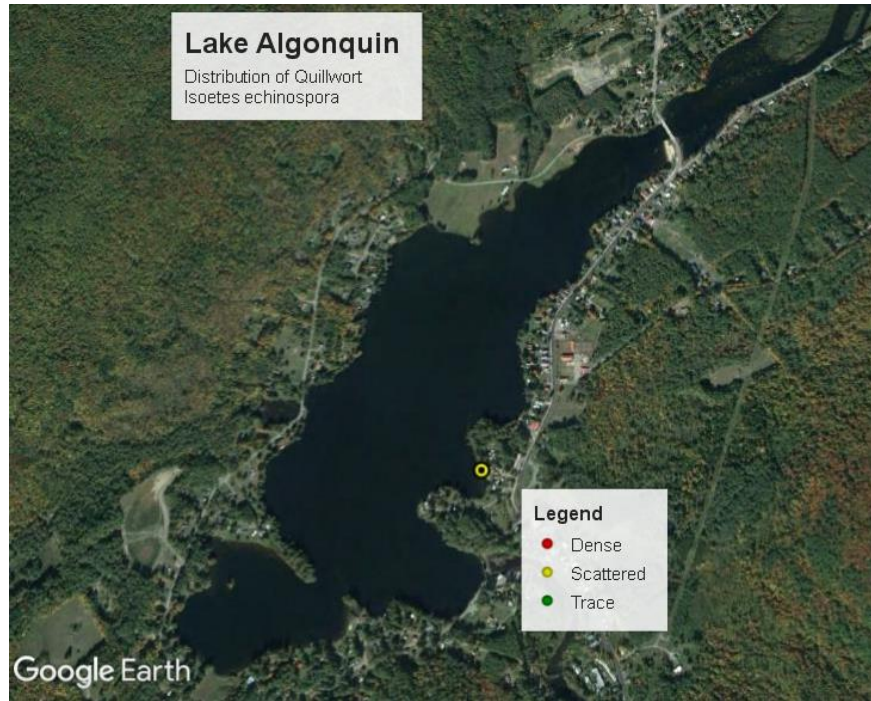 Lake Algonquin
Distribution of Quillwort
Isoetes echinospora
Legend
Dense
Scattered
Trace
Google Earth